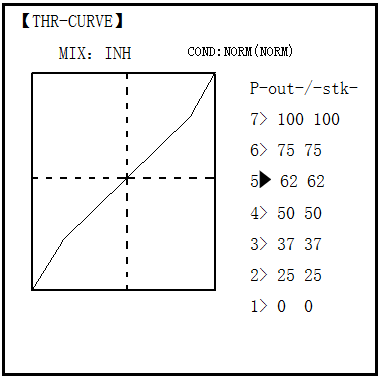 【THR-CURVE】
MIX: INH COND:NORM(NORM)
P-out-/-stk-
7> 100 100
6> 75 75
5▶ 62 62
4> 50 50
3> 37 37
2> 25 25
1> 0 0